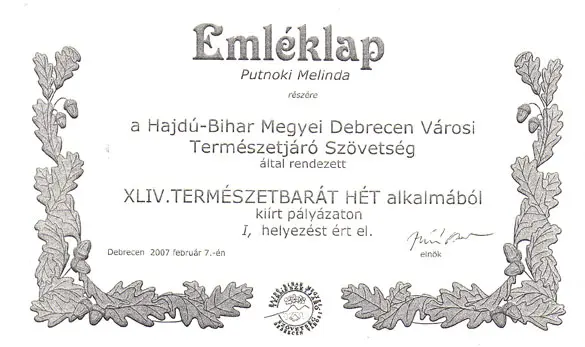 Emléklap
Putnoki Melinda
részére
a Hajdú-Bihar Megyei Debrecen Városi
Természetjáró Szövetség
által rendezett
XLIV.TERMÉSZETBARÁT HÉT alkalmából
kiírt pályázaton
I, helyezést ért el.
Debrecen 2007 február 7.-én
elnök